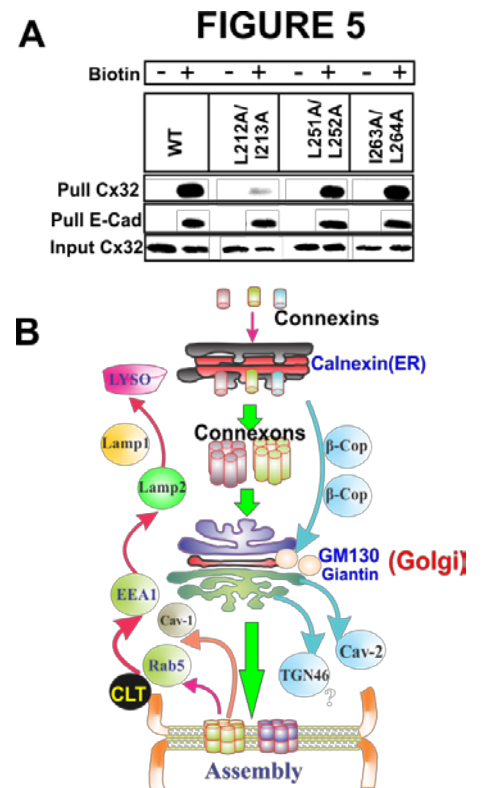 FIGURE 5
A
Biotin - + - + - + - +
WT
L212A/
I213A
L251A/
L252A
I263A/
L264A
Pull Cx32
Pull E-Cad
Input Cx32
B
Connexins
Calnexin(ER)
LYSO
Connexons
Lamp1
β-Cop
Lamp2
β-Cop
GM130 (Golgi)
Giantin
EEA1
Cav-1
Cav-2
Rab5
TGN46
?
CLT
Assembly